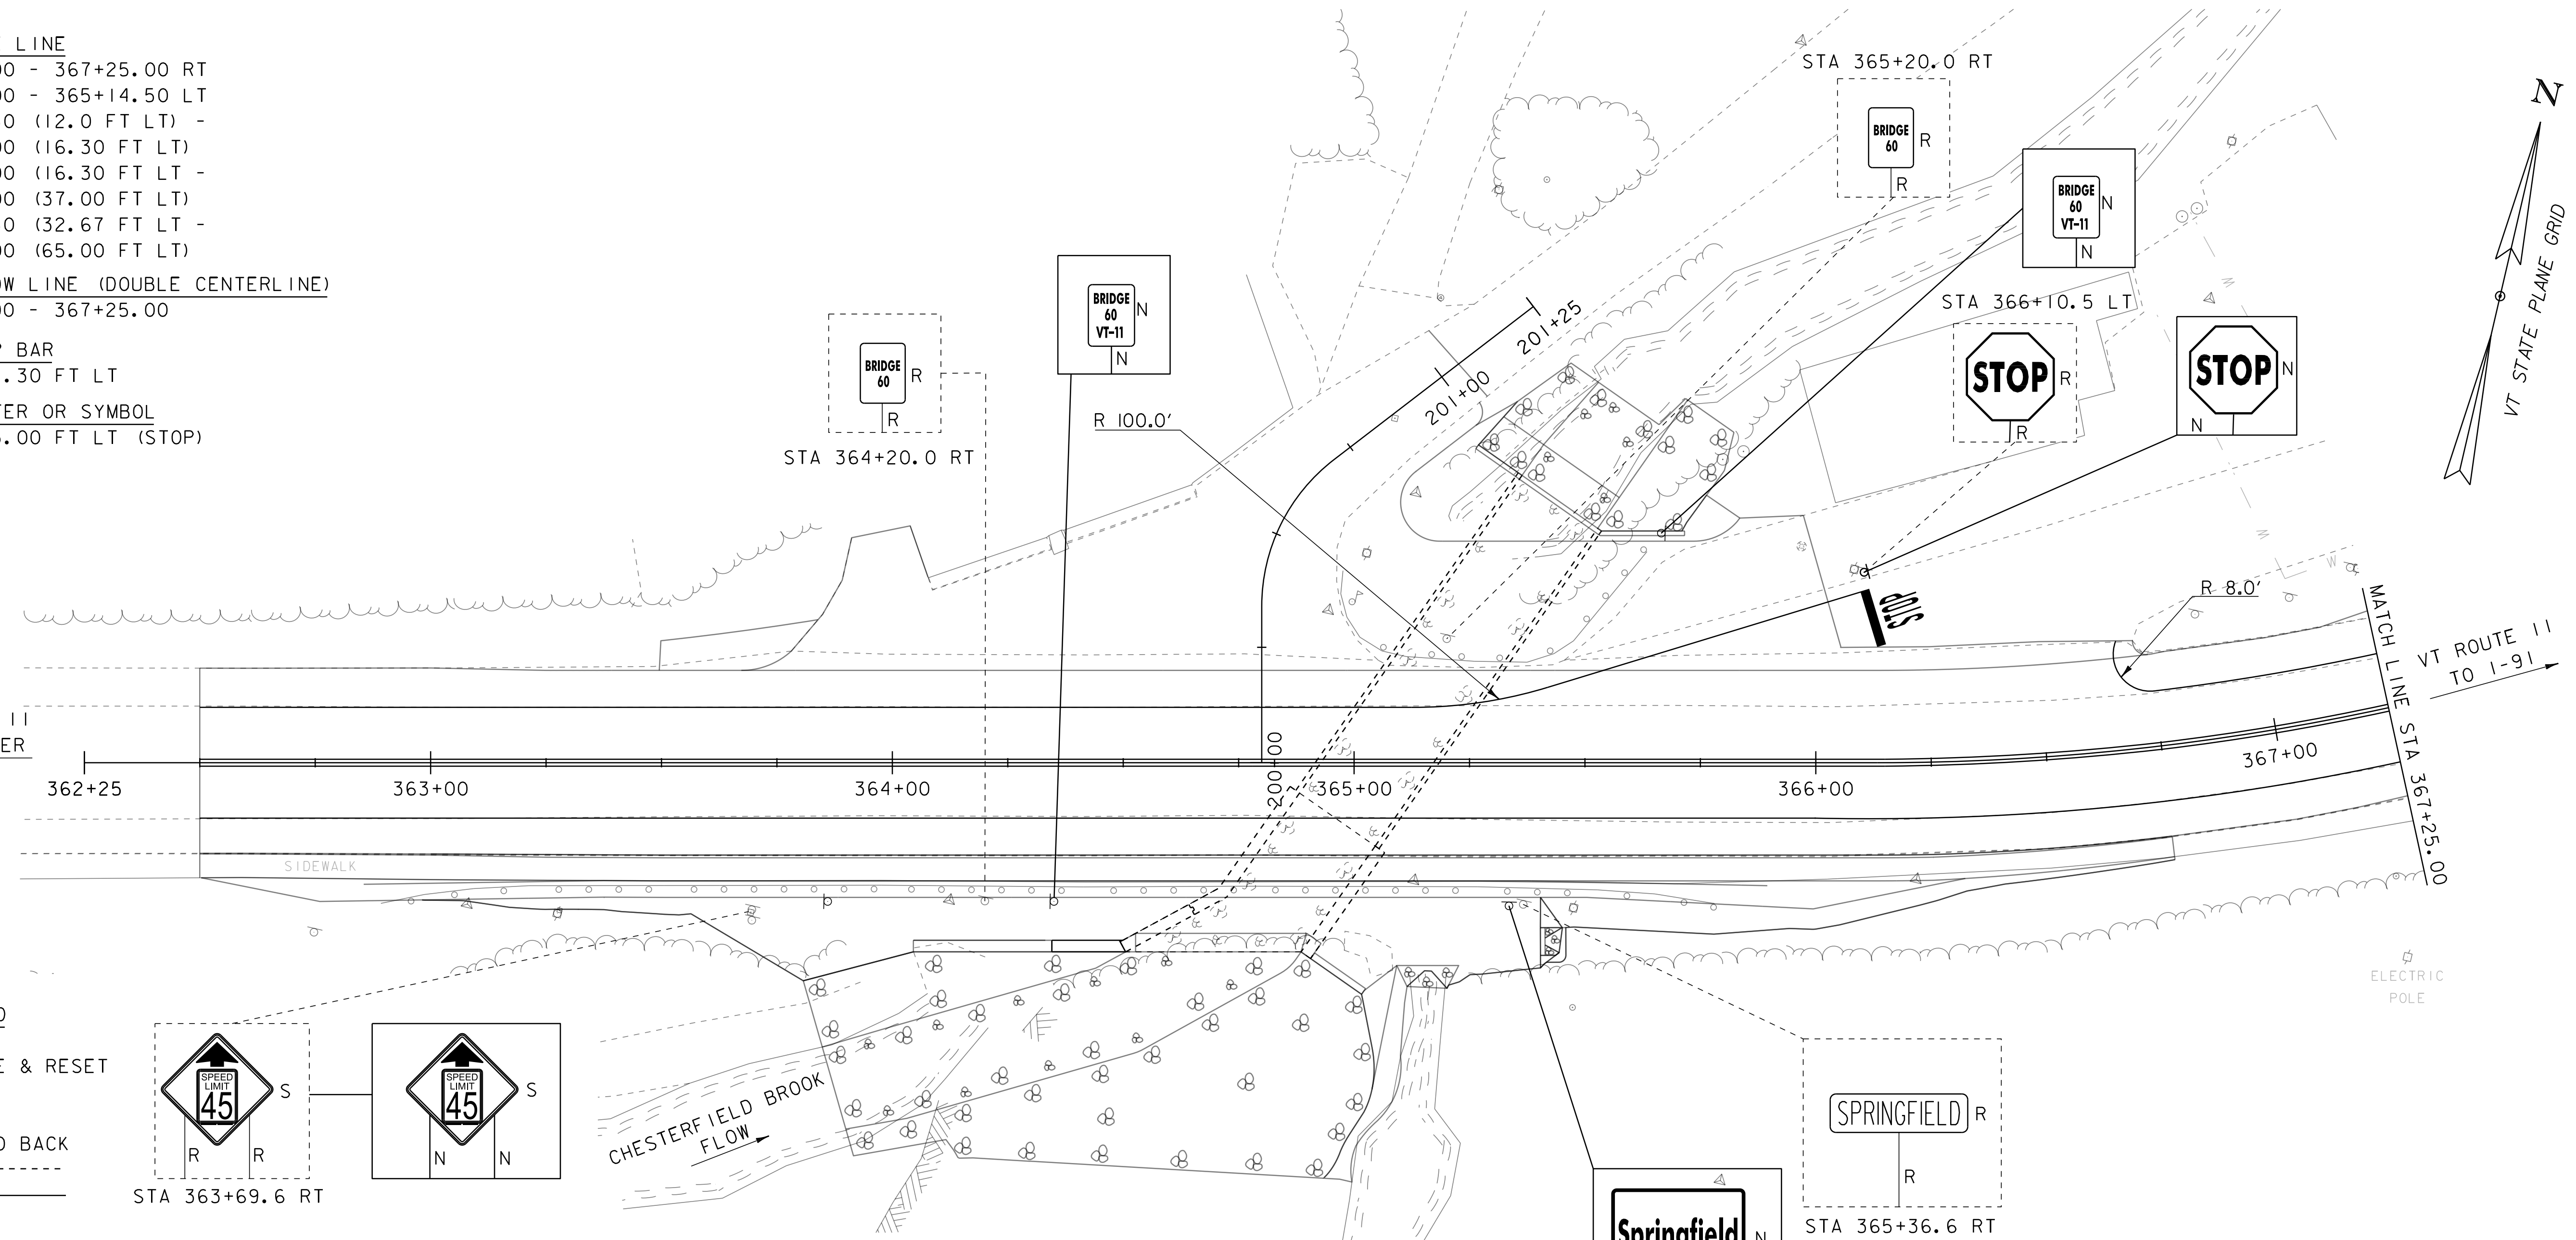 LINE
00 - 367+25.00 RT
00 - 365+14.50 LT
0 (12.0 FT LT) -
00 (16.30 FT LT)
00 (16.30 FT LT -
00 (37.00 FT LT)
0 (32.67 FT LT -
00 (65.00 FT LT)
OW LINE (DOUBLE CENTERLINE)
00 - 367+25.00
BAR
.30 FT LT
TER OR SYMBOL
.00 FT LT (STOP)
STA 365+20.0 RT
BRIDGE
60
R
R
BRIDGE
60
VT-11
N
N
N
VT STATE PLANE GRID
STA 366+10.5 LT
STOP
R
R
STOP
N
N
BRIDGE
60
VT-11
N
N
BRIDGE
60
R
R
STA 364+20.0 RT
R 100.0'
201+25
201+00
200+00
STOP
R 8.0'
W
W
W
MATCH LINE STA 367+25.00
VT ROUTE 11
TO I-91
11
ER
362+25
363+00
364+00
365+00
366+00
367+00
SIDEWALK
ELECTRIC
POLE
E & RESET
D BACK
SPEED
LIMIT
45
S
R
R
STA 363+69.6 RT
SPEED
LIMIT
45
S
N
N
CHESTERFIELD BROOK
FLOW
SPRINGFIELD
R
R
STA 365+36.6 RT
Springfield
N